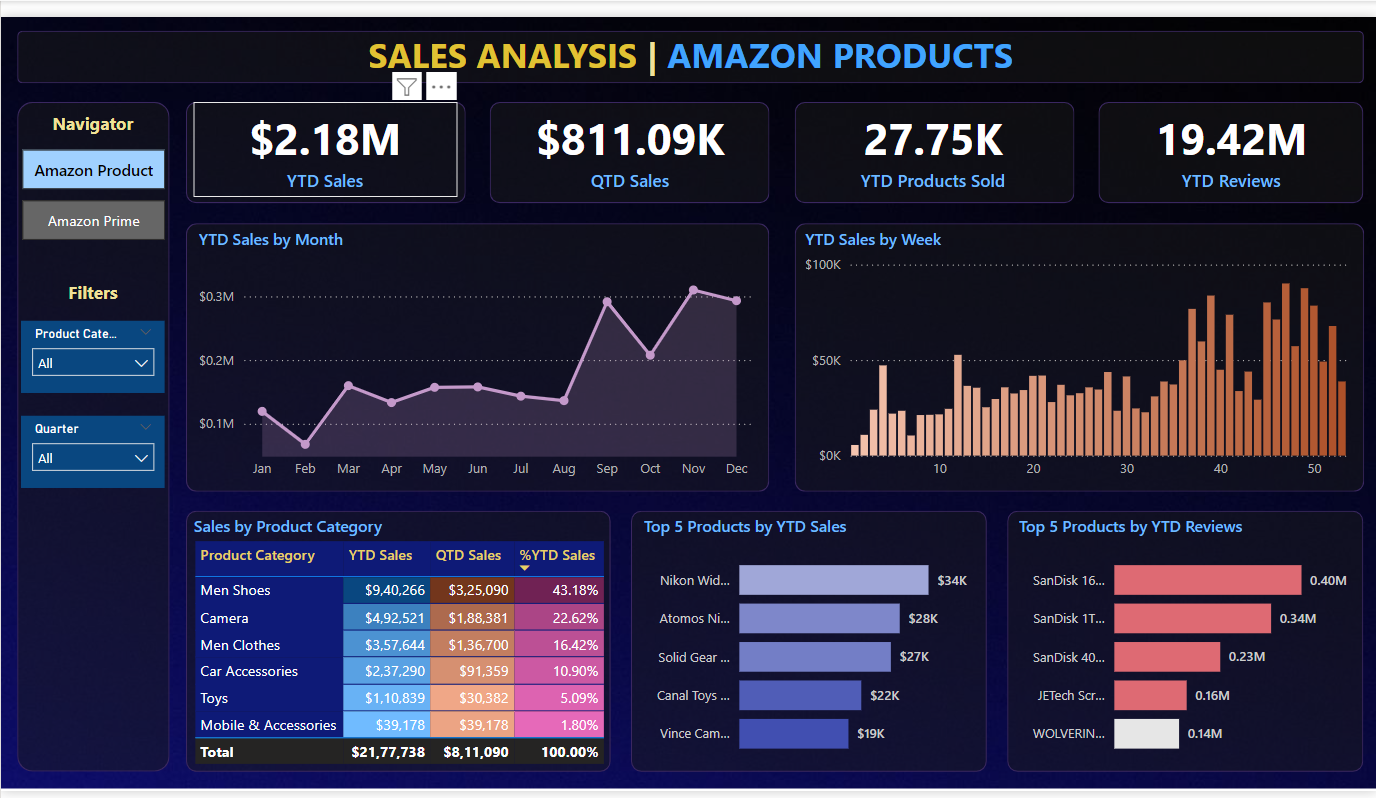 SALES ANALYSIS | AMAZON PRODUCTS
Navigator
Amazon Product
Amazon Prime
Filters
Product Cate...
All
Quarter
All
$2.18M
YTD Sales
$811.09K
QTD Sales
27.75K
YTD Products Sold
19.42M
YTD Reviews
YTD Sales by Month
$0.3M
$0.2M
$0.1M
Jan Feb Mar Apr May Jun Jul Aug Sep Oct Nov Dec
YTD Sales by Week
$100K
$50K
$0K
10 20 30 40 50
Sales by Product Category
Product Category YTD Sales QTD Sales %YTD Sales
Men Shoes $9,40,266 $3,25,090 43.18%
Camera $4,92,521 $1,88,381 22.62%
Men Clothes $3,57,644 $1,36,700 16.42%
Car Accessories $2,37,290 $91,359 10.90%
Toys $1,10,839 $30,382 5.09%
Mobile & Accessories $39,178 $39,178 1.80%
Total $21,77,738 $8,11,090 100.00%
Top 5 Products by YTD Sales
Nikon Wid... $34K
Atomos Ni... $28K
Solid Gear ... $27K
Canal Toys ... $22K
Vince Cam... $19K
Top 5 Products by YTD Reviews
SanDisk 16... 0.40M
SanDisk 1T... 0.34M
SanDisk 40... 0.23M
JETech Scr... 0.16M
WOLVERIN... 0.14M